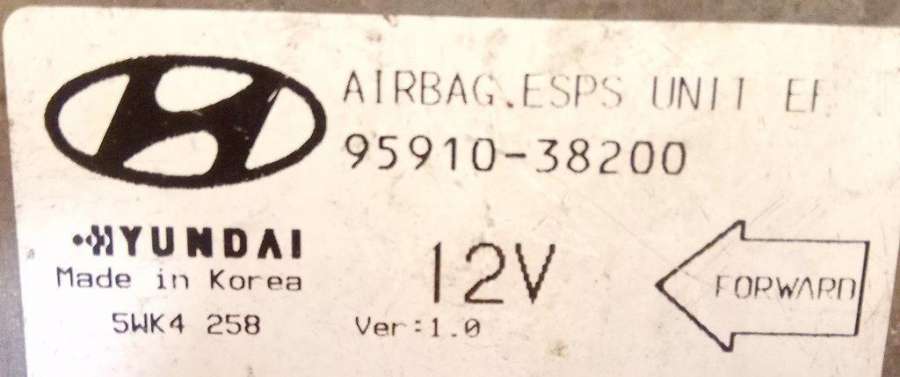 AIRBAG.ESPS UNIT EF
95910-38200
HYUNDAI
Made in Korea
5WK4 258
12V
Ver:1.0
FORWARD